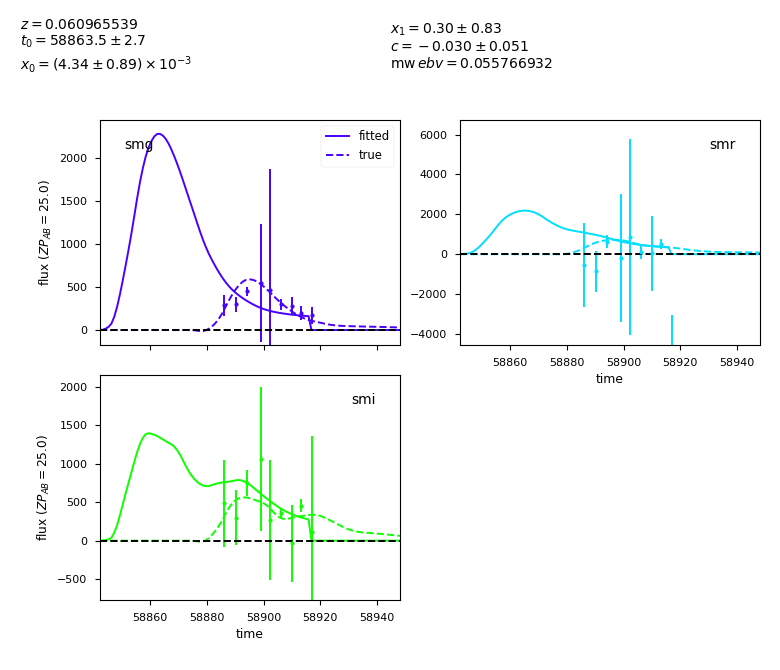 z = 0.060965539
t₀ = 58863.5 ± 2.7
x₀ = (4.34 ± 0.89) × 10⁻³
x₁ = 0.30 ± 0.83
c = −0.030 ± 0.051
mw ebv = 0.055766932
smg
fitted
true
flux (ZP_AB = 25.0)
2000
1500
1000
500
0
smr
6000
4000
2000
0
−2000
−4000
58860 58880 58900 58920 58940
time
smi
flux (ZP_AB = 25.0)
2000
1500
1000
500
0
−500
58860 58880 58900 58920 58940
time